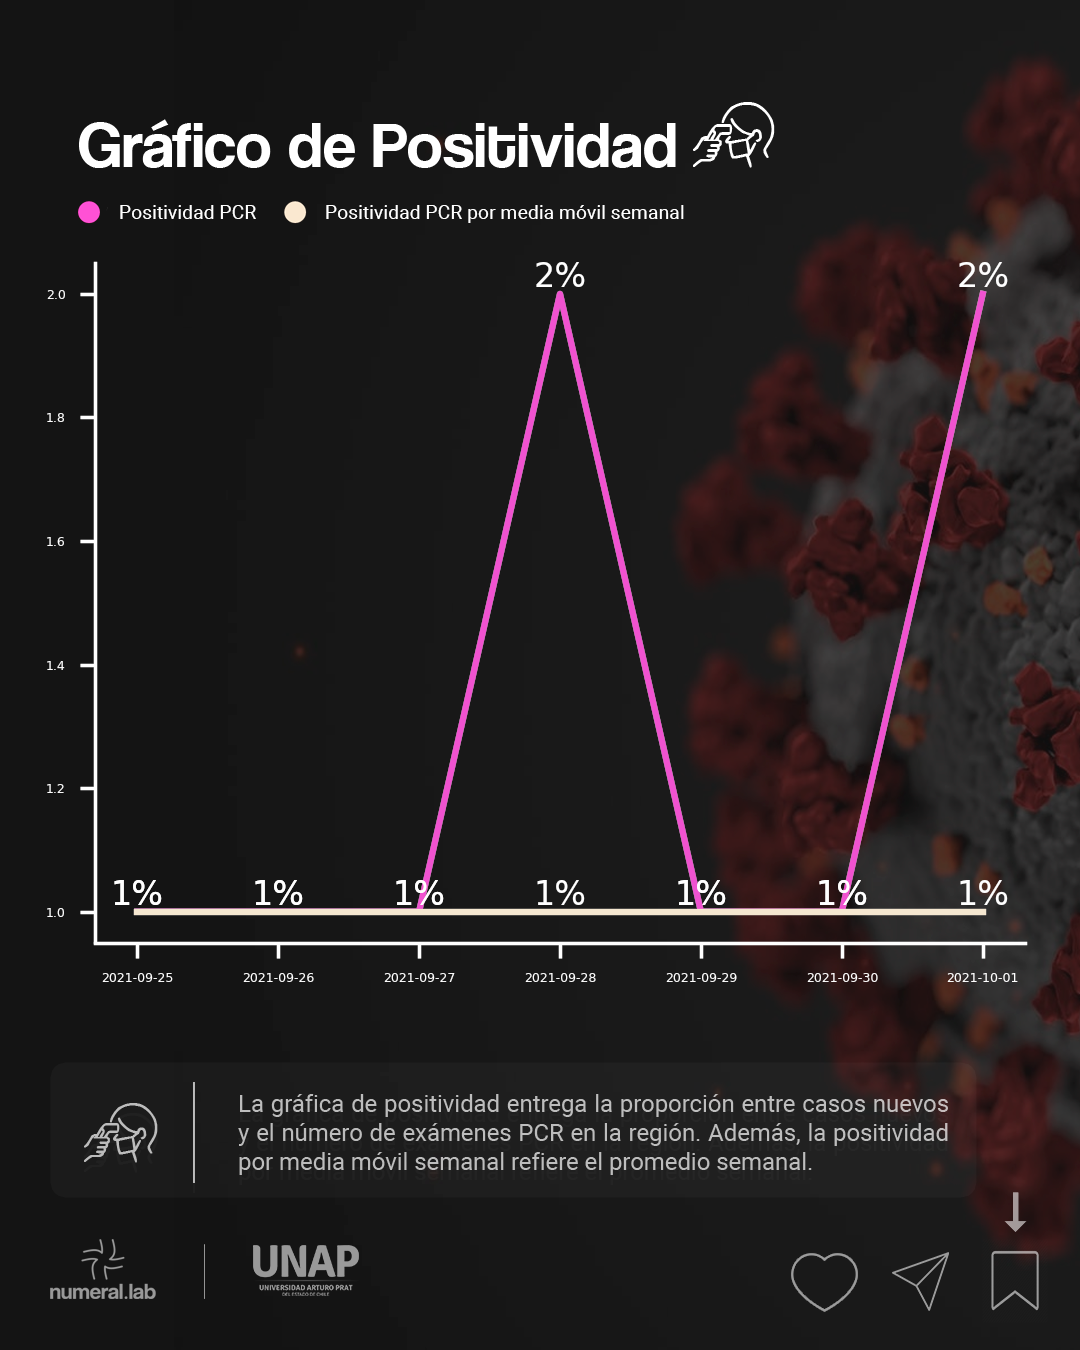 Gráfico de Positividad
Positividad PCR
Positividad PCR por media móvil semanal
2% 2%
2.0
1.8
1.6
1.4
1.2
1% 1% 1% 1% 1% 1% 1%
1.0
2021-09-25 2021-09-26 2021-09-27 2021-09-28 2021-09-29 2021-09-30 2021-10-01
La gráfica de positividad entrega la proporción entre casos nuevos
y el número de exámenes PCR en la región. Además, la positividad
por media móvil semanal refiere el promedio semanal.
numeral.lab
UNAP
UNIVERSIDAD ARTURO PRAT
DEL ESTADO DE CHILE